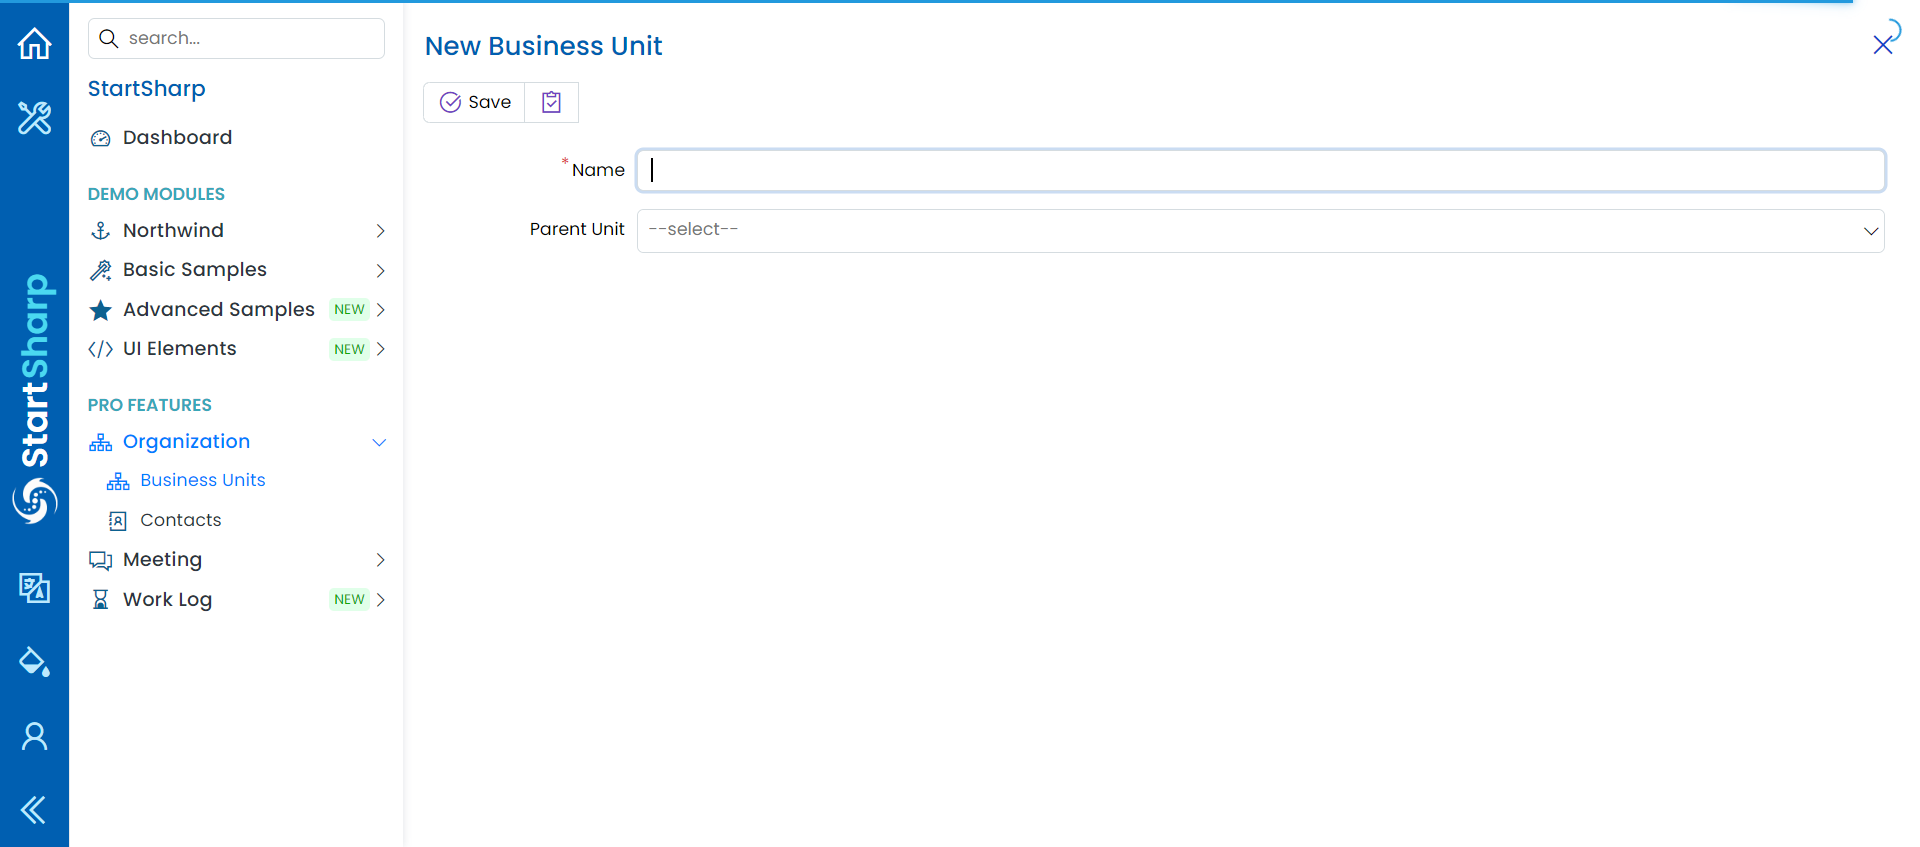 search...
StartSharp
Dashboard
DEMO MODULES
Northwind
Basic Samples
Advanced Samples NEW
UI Elements NEW
PRO FEATURES
Organization
Business Units
Contacts
Meeting
Work Log NEW
StartSharp
New Business Unit
Save
* Name
Parent Unit --select--